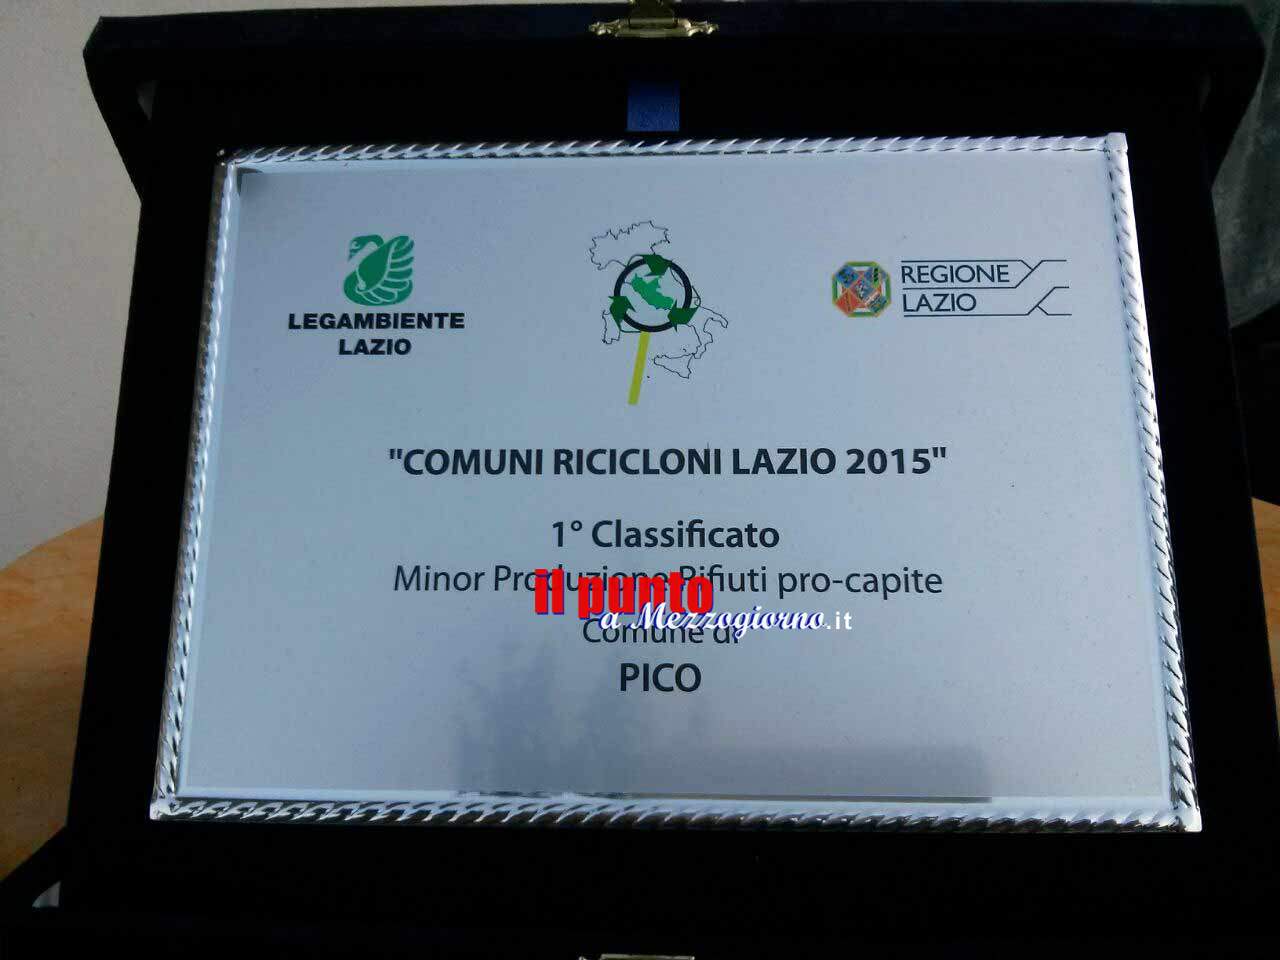 LEGAMBIENTE
LAZIO
REGIONE
LAZIO
"COMUNI RICICLONI LAZIO 2015"
1° Classificato
Minor Produzione Rifiuti pro-capite
il punto
a Mezzogiorno.it
Comune di
PICO